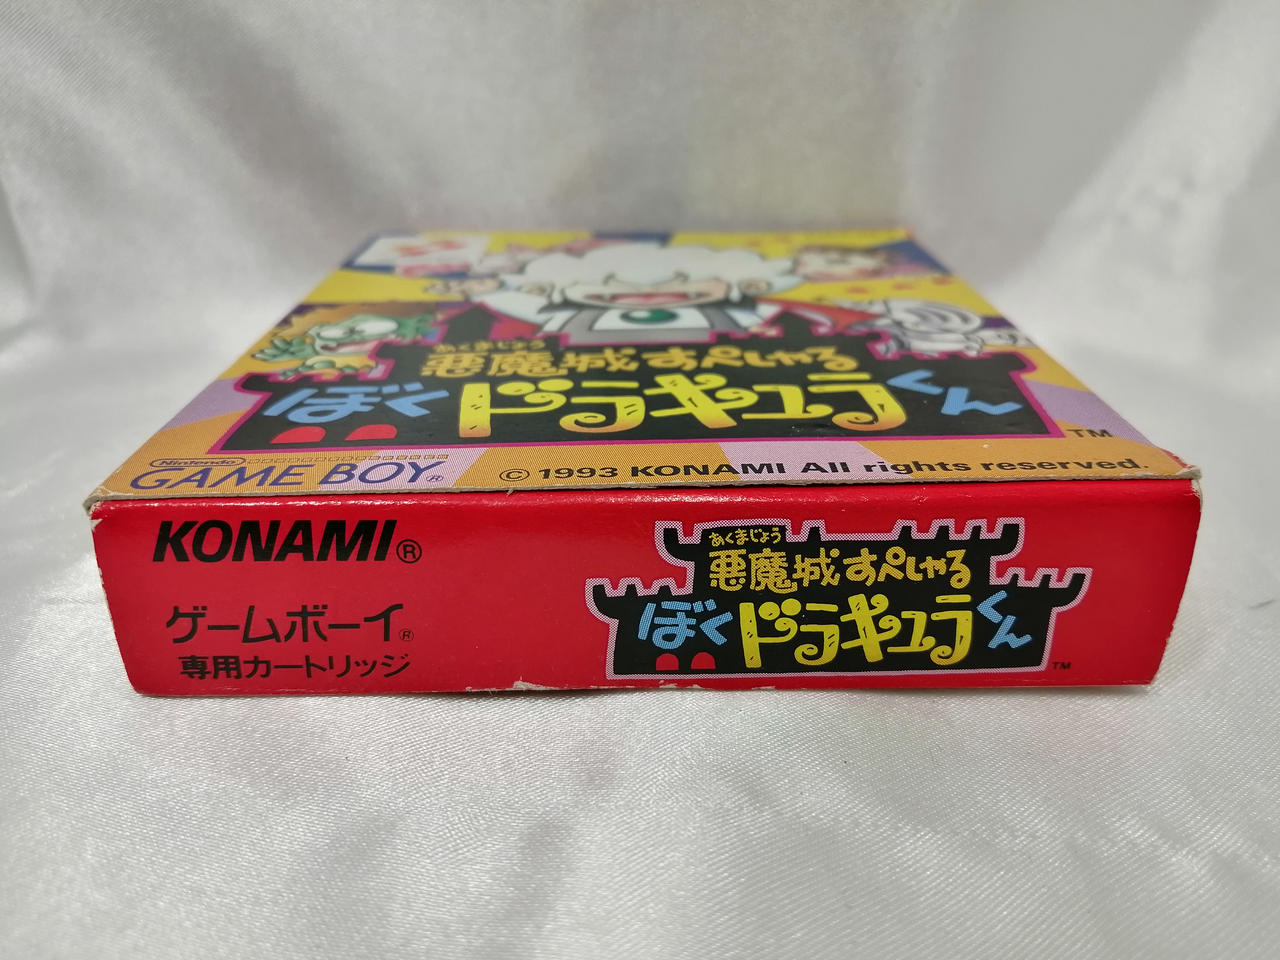 あくまじょう
悪魔城すぺしゃる
ぼくドラキュラくん
TM
Nintendo
GAME BOY®
© 1993 KONAMI All rights reserved.
KONAMI®
ゲームボーイ®
専用カートリッジ
あくまじょう
悪魔城すぺしゃる
ぼくドラキュラくん
TM